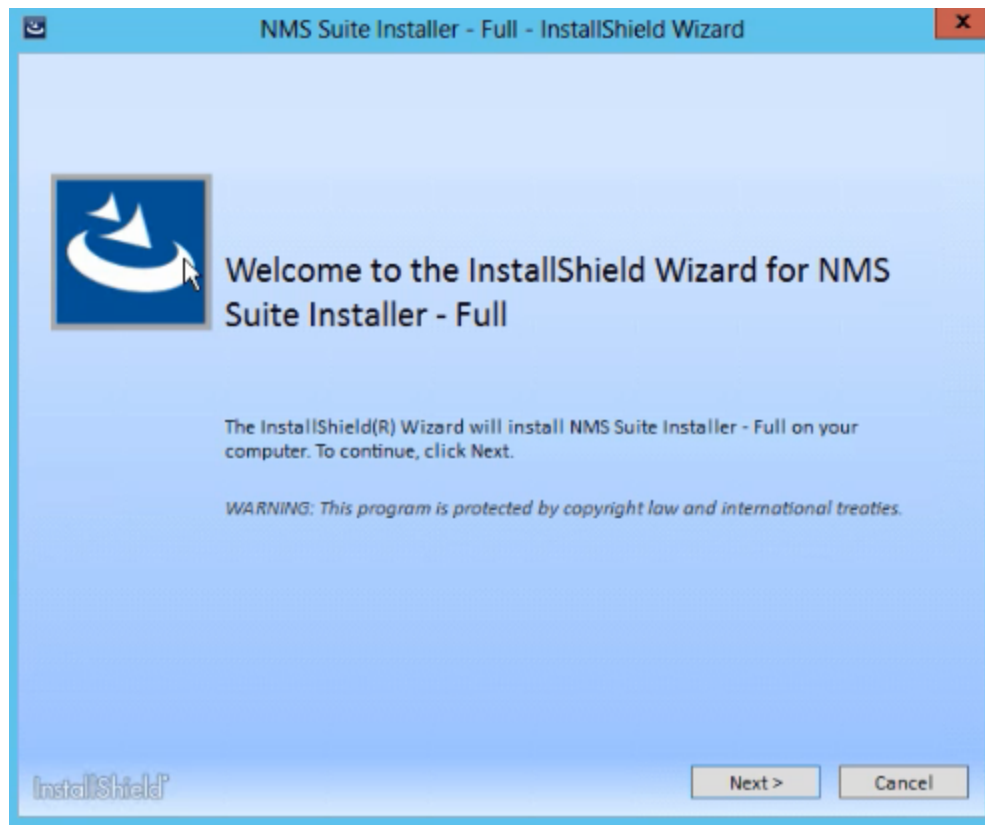 NMS Suite Installer - Full - InstallShield Wizard
x
Welcome to the InstallShield Wizard for NMS
Suite Installer - Full
The InstallShield(R) Wizard will install NMS Suite Installer - Full on your
computer. To continue, click Next.
WARNING: This program is protected by copyright law and international treaties.
InstallShield
Next >
Cancel